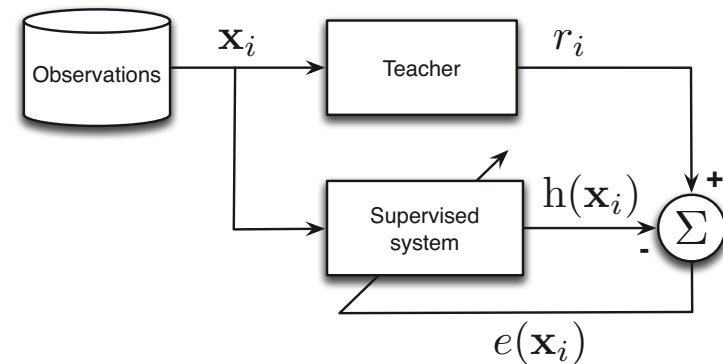 𝐱ᵢ
rᵢ
Observations
Teacher
+
h(𝐱ᵢ)
Supervised
system
Σ
-
e(𝐱ᵢ)